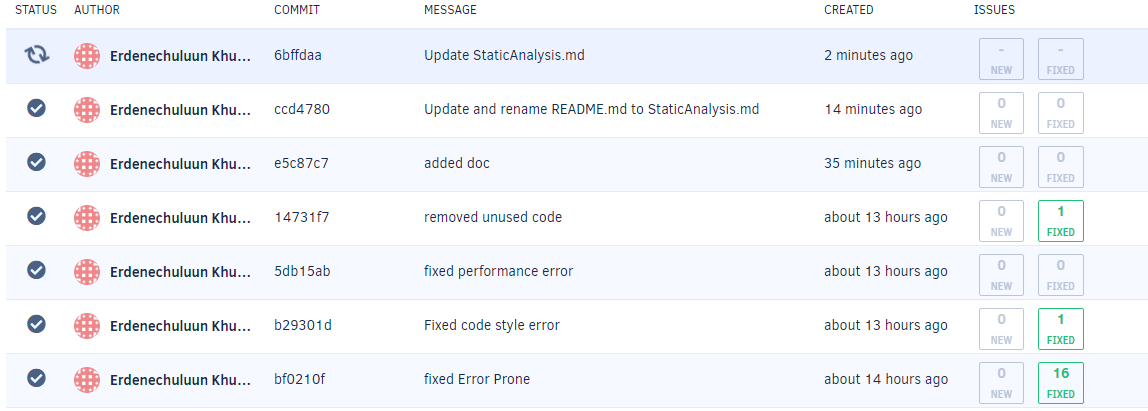 STATUS AUTHOR COMMIT MESSAGE CREATED ISSUES
Erdenechuluun Khu... 6bffdaa Update StaticAnalysis.md 2 minutes ago - NEW - FIXED
Erdenechuluun Khu... ccd4780 Update and rename README.md to StaticAnalysis.md 14 minutes ago 0 NEW 0 FIXED
Erdenechuluun Khu... e5c87c7 added doc 35 minutes ago 0 NEW 0 FIXED
Erdenechuluun Khu... 14731f7 removed unused code about 13 hours ago 0 NEW 1 FIXED
Erdenechuluun Khu... 5db15ab fixed performance error about 13 hours ago 0 NEW 0 FIXED
Erdenechuluun Khu... b29301d Fixed code style error about 13 hours ago 0 NEW 1 FIXED
Erdenechuluun Khu... bf0210f fixed Error Prone about 14 hours ago 0 NEW 16 FIXED